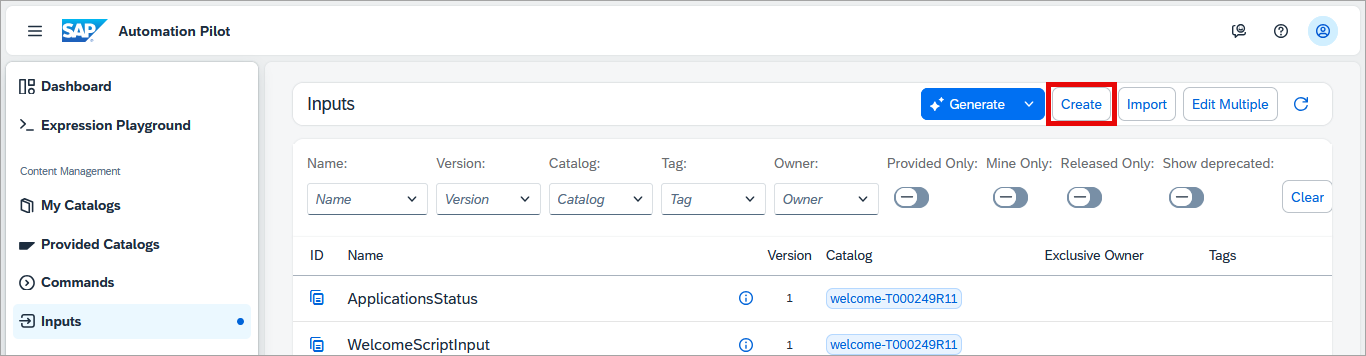 SAP Automation Pilot
Dashboard
Expression Playground
Content Management
My Catalogs
Provided Catalogs
Commands
Inputs
Inputs
Generate Create Import Edit Multiple
Name: Version: Catalog: Tag: Owner: Provided Only: Mine Only: Released Only: Show deprecated:
Name Version Catalog Tag Owner Clear
ID Name Version Catalog Exclusive Owner Tags
ApplicationsStatus 1 welcome-T000249R11
WelcomeScriptInput 1 welcome-T000249R11